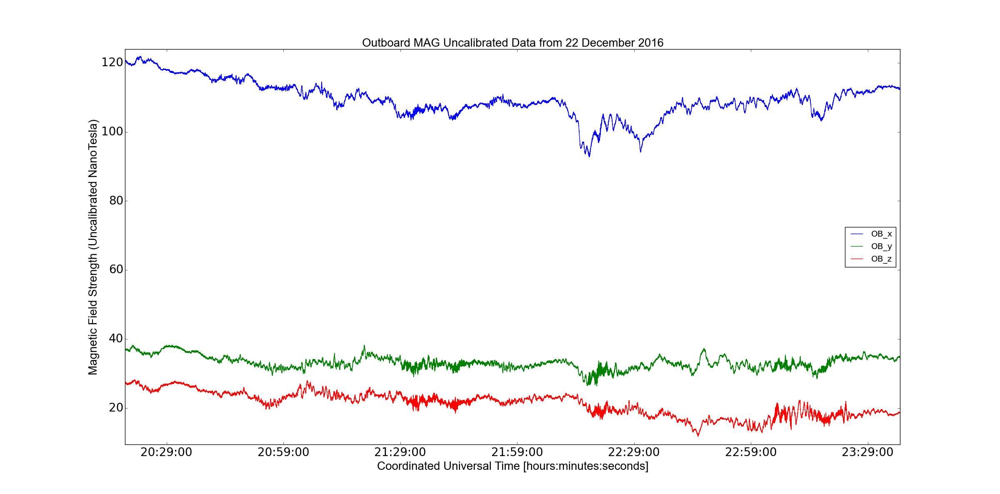 Outboard MAG Uncalibrated Data from 22 December 2016
Magnetic Field Strength (Uncalibrated NanoTesla)
120
100
80
60
40
20
OB_x
OB_y
OB_z
20:29:00 20:59:00 21:29:00 21:59:00 22:29:00 22:59:00 23:29:00
Coordinated Universal Time [hours:minutes:seconds]